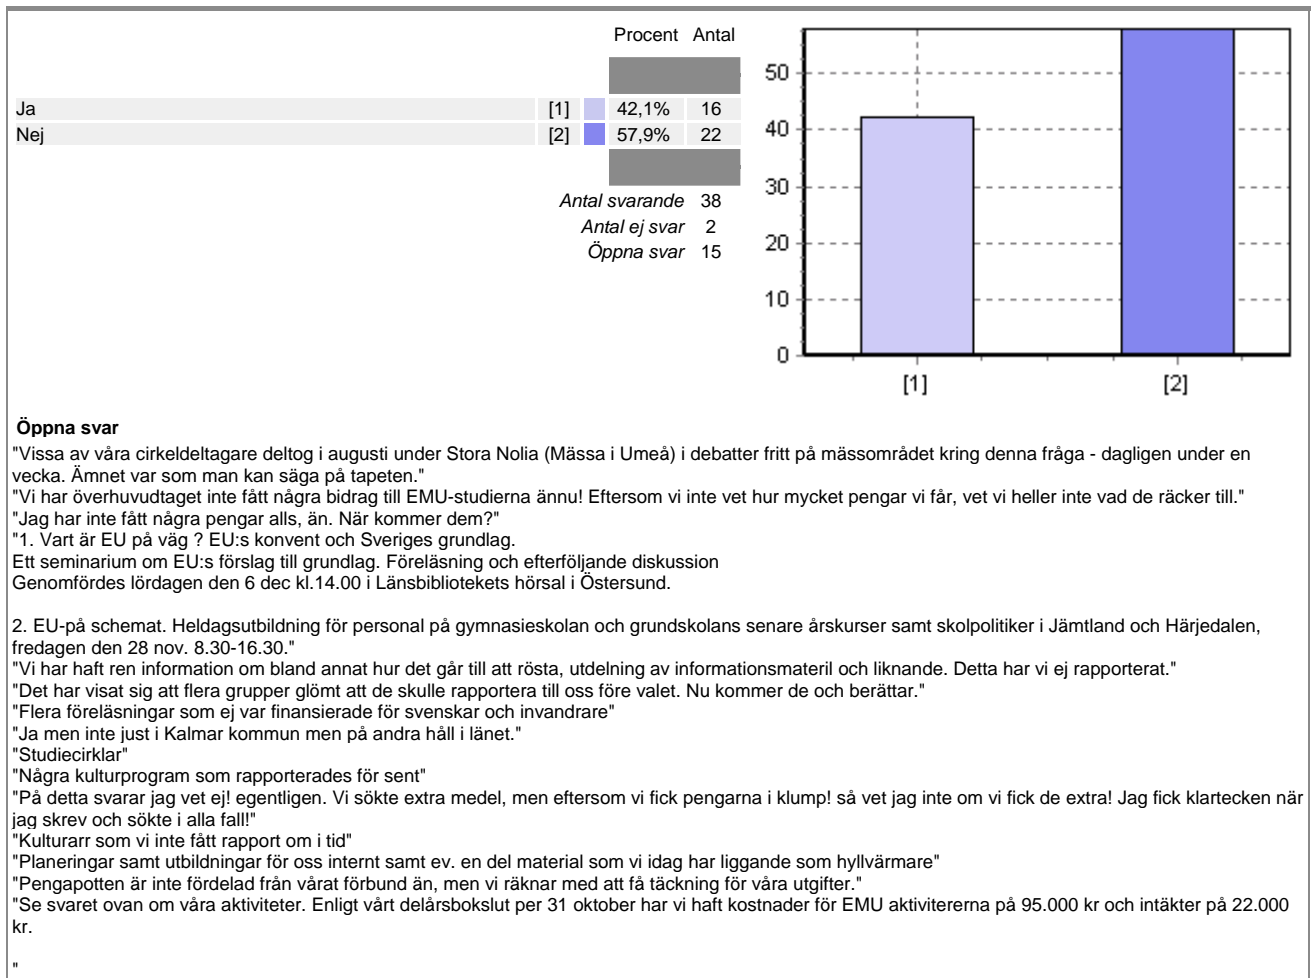 Procent Antal
Ja [1] 42,1% 16
Nej [2] 57,9% 22
Antal svarande 38
Antal ej svar 2
Öppna svar 15
50
40
30
20
10
0
[1] [2]
Öppna svar
"Vissa av våra cirkeldeltagare deltog i augusti under Stora Nolia (Mässa i Umeå) i debatter fritt på mässområdet kring denna fråga - dagligen under en
vecka. Ämnet var som man kan säga på tapeten."
"Vi har överhuvudtaget inte fått några bidrag till EMU-studierna ännu! Eftersom vi inte vet hur mycket pengar vi får, vet vi heller inte vad de räcker till."
"Jag har inte fått några pengar alls, än. När kommer dem?"
"1. Vart är EU på väg ? EU:s konvent och Sveriges grundlag.
Ett seminarium om EU:s förslag till grundlag. Föreläsning och efterföljande diskussion
Genomfördes lördagen den 6 dec kl.14.00 i Länsbibliotekets hörsal i Östersund.
2. EU-på schemat. Heldagsutbildning för personal på gymnasieskolan och grundskolans senare årskurser samt skolpolitiker i Jämtland och Härjedalen,
fredagen den 28 nov. 8.30-16.30."
"Vi har haft ren information om bland annat hur det går till att rösta, utdelning av informationsmateril och liknande. Detta har vi ej rapporterat."
"Det har visat sig att flera grupper glömt att de skulle rapportera till oss före valet. Nu kommer de och berättar."
"Flera föreläsningar som ej var finansierade för svenskar och invandrare"
"Ja men inte just i Kalmar kommun men på andra håll i länet."
"Studiecirklar"
"Några kulturprogram som rapporterades för sent"
"På detta svarar jag vet ej! egentligen. Vi sökte extra medel, men eftersom vi fick pengarna i klump! så vet jag inte om vi fick de extra! Jag fick klartecken när
jag skrev och sökte i alla fall!"
"Kulturarr som vi inte fått rapport om i tid"
"Planeringar samt utbildningar för oss internt samt ev. en del material som vi idag har liggande som hyllvärmare"
"Pengapotten är inte fördelad från vårat förbund än, men vi räknar med att få täckning för våra utgifter."
"Se svaret ovan om våra aktiviteter. Enligt vårt delårsbokslut per 31 oktober har vi haft kostnader för EMU aktivitererna på 95.000 kr och intäkter på 22.000
kr.
"